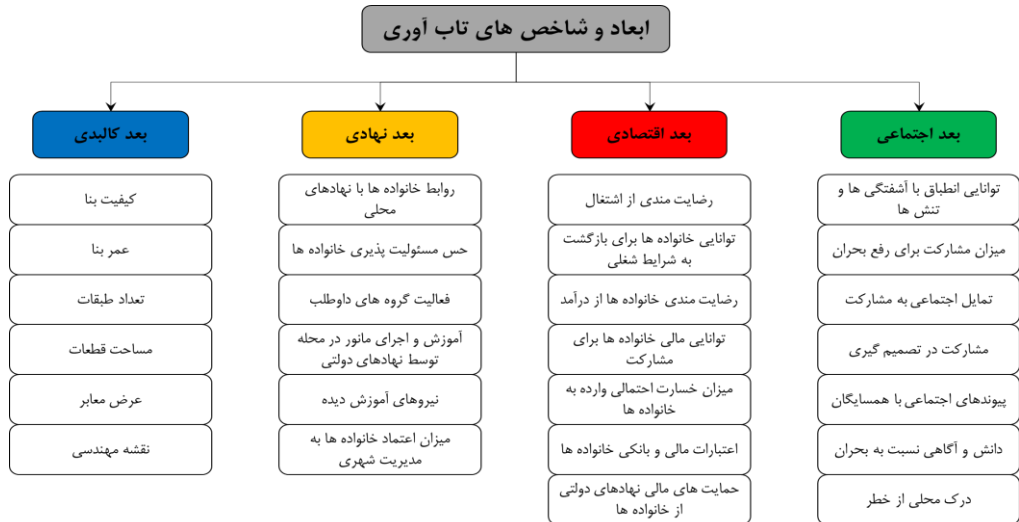 ابعاد و شاخص های تاب آوری
بعد اجتماعی
توانایی انطباق با آشفتگی ها و
تنش ها
میزان مشارکت برای رفع بحران
تمایل اجتماعی به مشارکت
مشارکت در تصمیم گیری
پیوندهای اجتماعی با همسایگان
دانش و آگاهی نسبت به بحران
درک محلی از خطر
بعد اقتصادی
رضایت مندی از اشتغال
توانایی خانواده ها برای بازگشت
به شرایط شغلی
رضایت مندی خانواده ها از درآمد
توانایی مالی خانواده ها برای
مشارکت
میزان خسارت احتمالی وارده به
خانواده ها
اعتبارات مالی و بانکی خانواده ها
حمایت های مالی نهادهای دولتی
از خانواده ها
بعد نهادی
روابط خانواده ها با نهادهای
محلی
حس مسئولیت پذیری خانواده ها
فعالیت گروه های داوطلب
آموزش و اجرای مانور در محله
توسط نهادهای دولتی
نیروهای آموزش دیده
میزان اعتماد خانواده ها به
مدیریت شهری
بعد کالبدی
کیفیت بنا
عمر بنا
تعداد طبقات
مساحت قطعات
عرض معابر
نقشه مهندسی